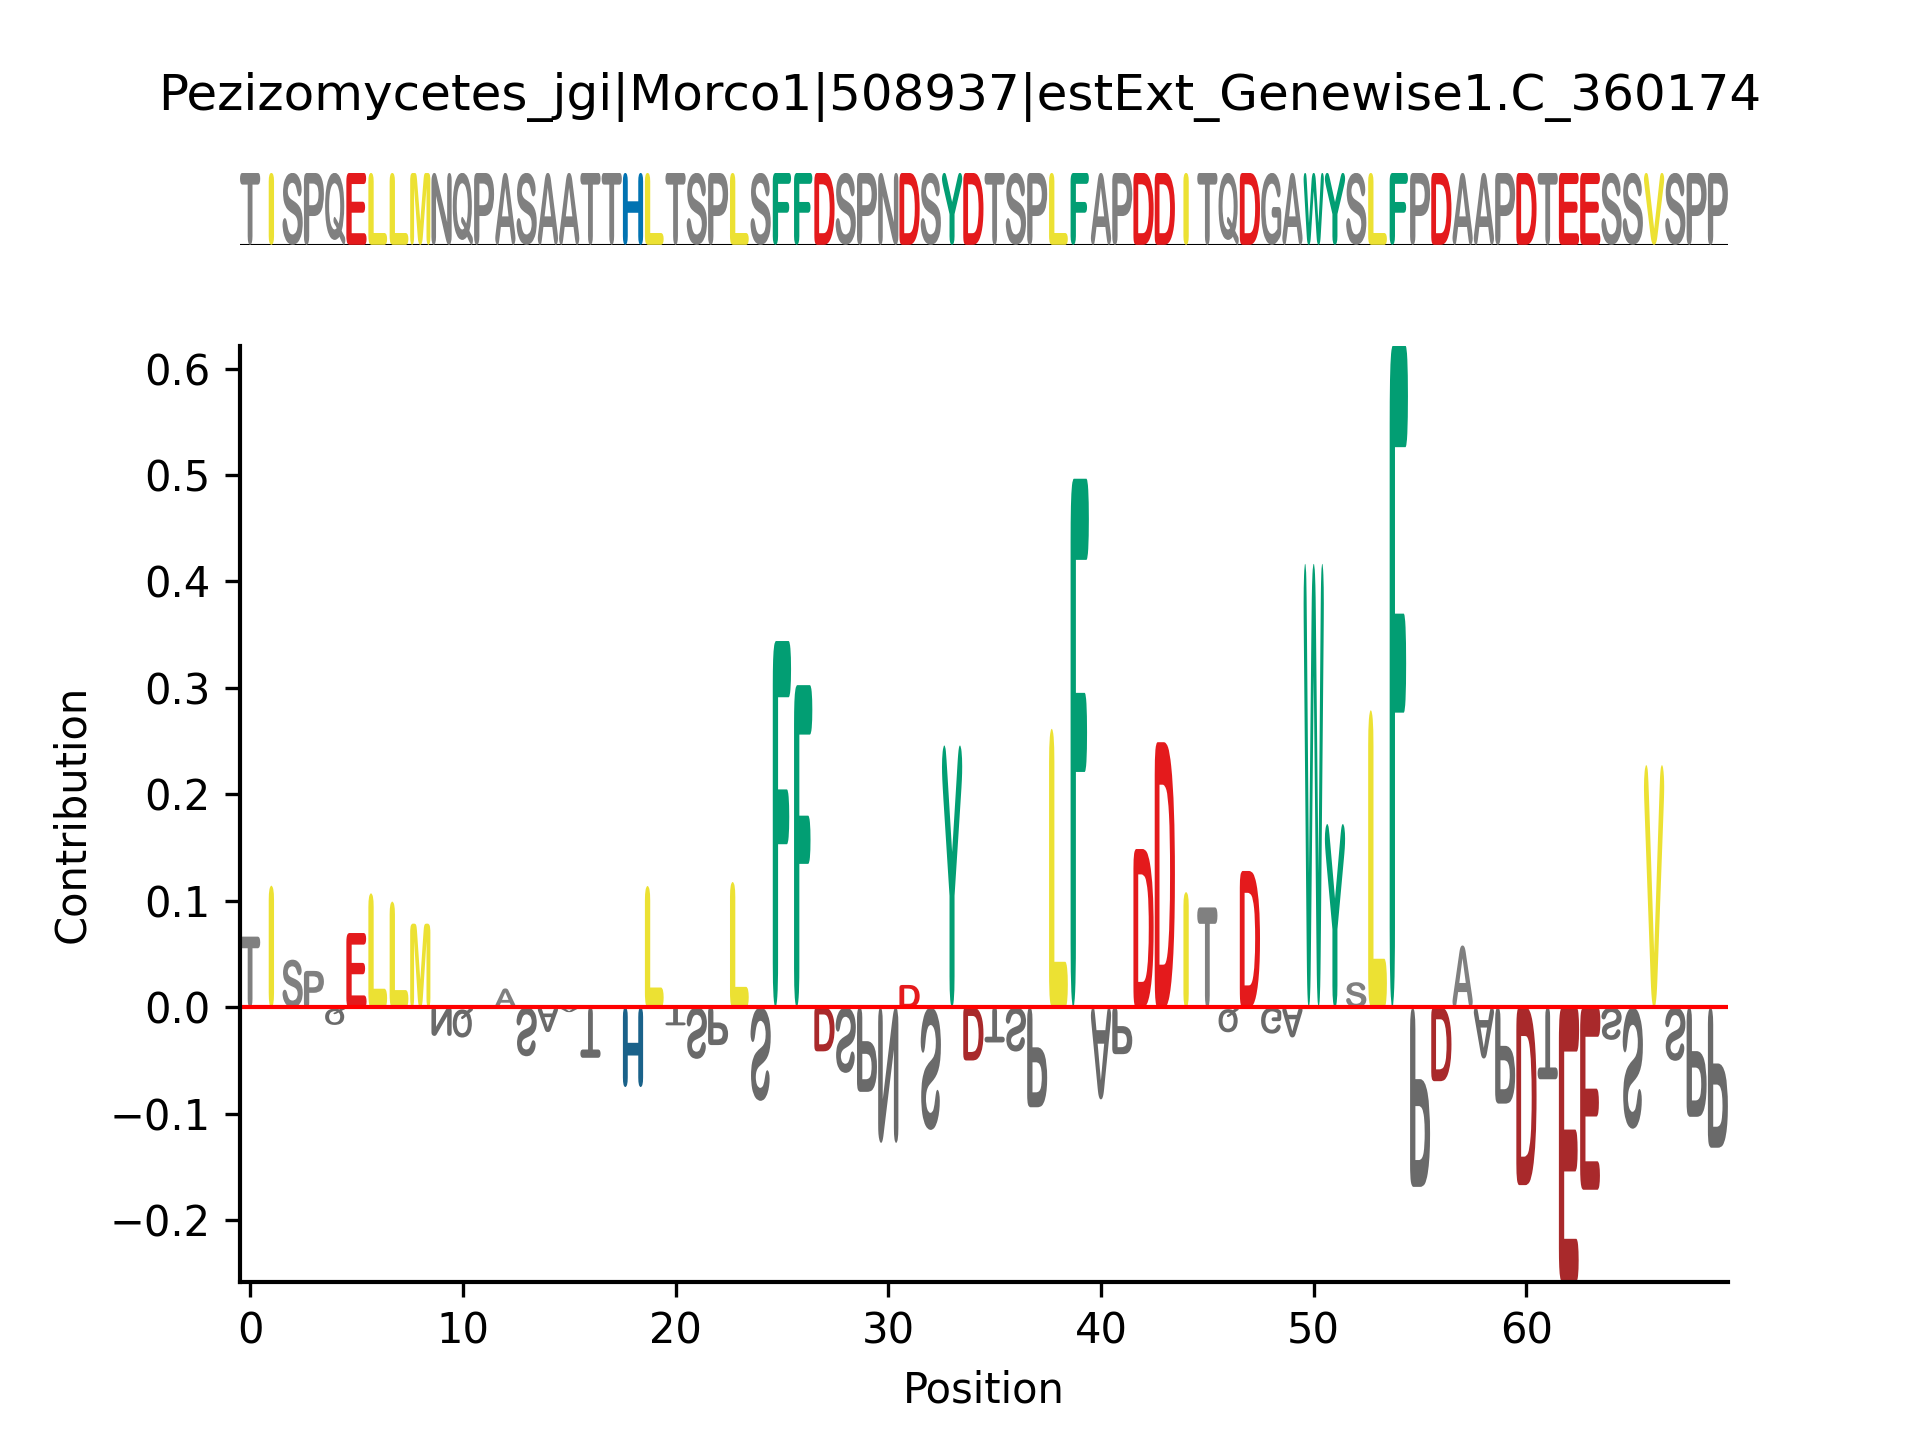 Pezizomycetes_jgi|Morco1|508937|estExt_Genewise1.C_360174
TISPQELLMNQPASAATTHLTSPLSFFDSPNDSYDTSPLFAPDDITQDGAWYSLFPDAAPDTEESSVSPP
0.6
0.5
0.4
0.3
0.2
0.1
0.0
−0.1
−0.2
Contribution
0 10 20 30 40 50 60
Position